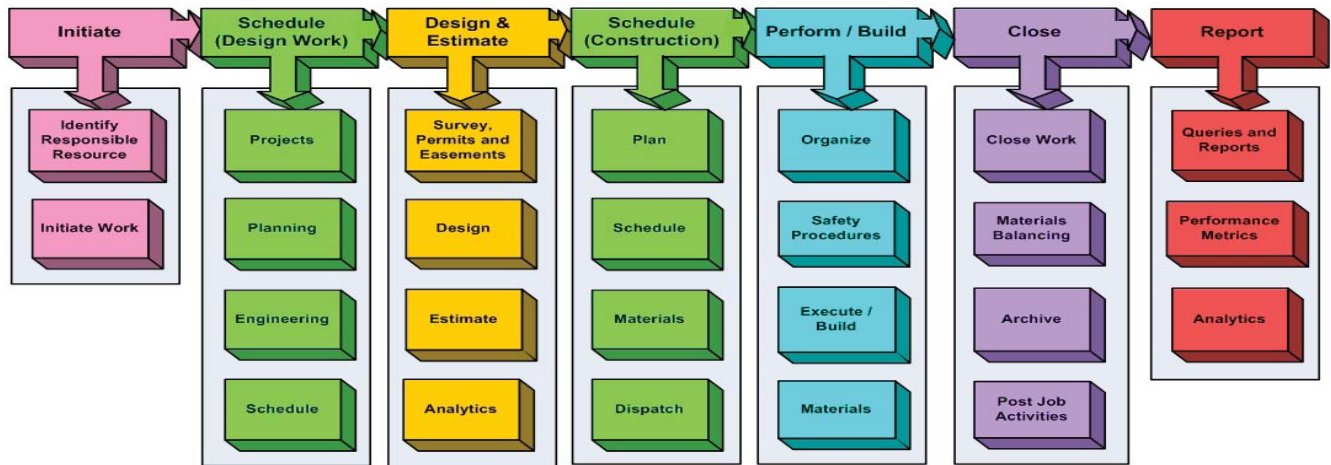 Initiate
Schedule
(Design Work)
Design &
Estimate
Schedule
(Construction)
Perform / Build
Close
Report
Identify
Responsible
Resource
Initiate Work
Projects
Planning
Engineering
Schedule
Survey,
Permits and
Easements
Design
Estimate
Analytics
Plan
Schedule
Materials
Dispatch
Organize
Safety
Procedures
Execute /
Build
Materials
Close Work
Materials
Balancing
Archive
Post Job
Activities
Queries and
Reports
Performance
Metrics
Analytics